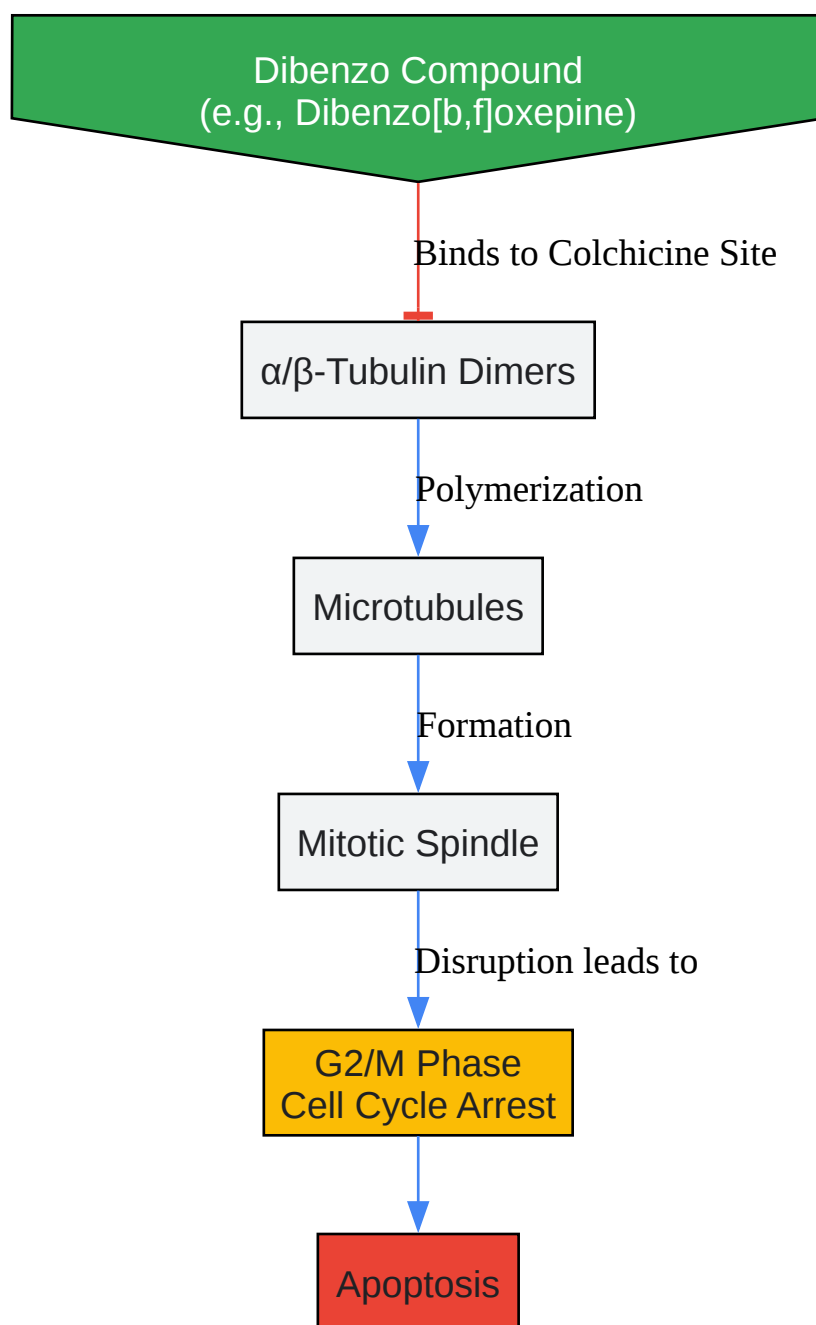 Dibenzo Compound
(e.g., Dibenzo[b,f]oxepine)
Binds to Colchicine Site
α/β-Tubulin Dimers
Polymerization
Microtubules
Formation
Mitotic Spindle
Disruption leads to
G2/M Phase
Cell Cycle Arrest
Apoptosis